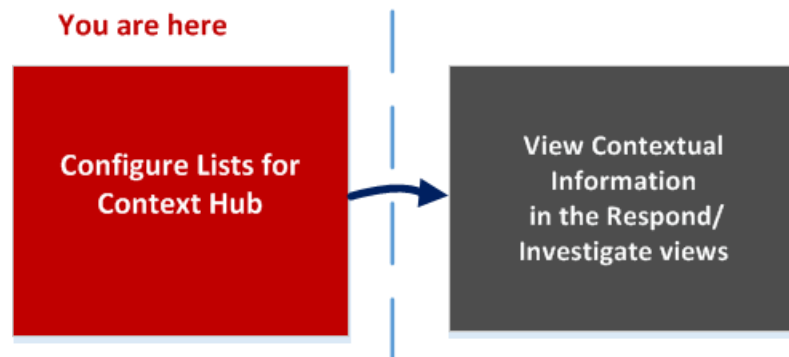 You are here
Configure Lists for
Context Hub
View Contextual
Information
in the Respond/
Investigate views